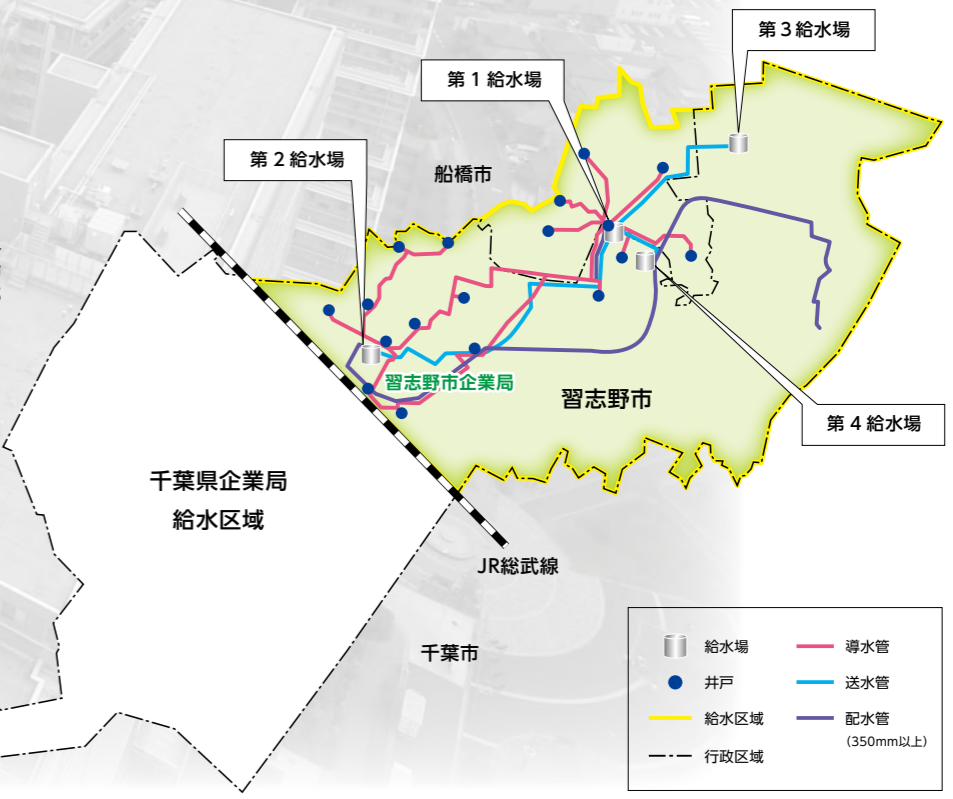 第３給水場
第１給水場
第２給水場
船橋市
習志野市企業局
習志野市
第４給水場
千葉県企業局
給水区域
JR総武線
千葉市
給水場
井戸
給水区域
行政区域
導水管
送水管
配水管
(350mm以上)